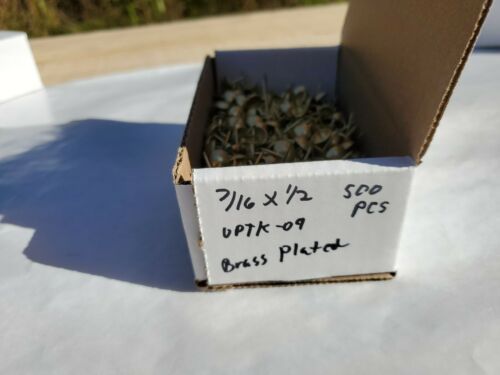 7/16 X 1/2 500
PCS
UPTK-09
Brass Plated